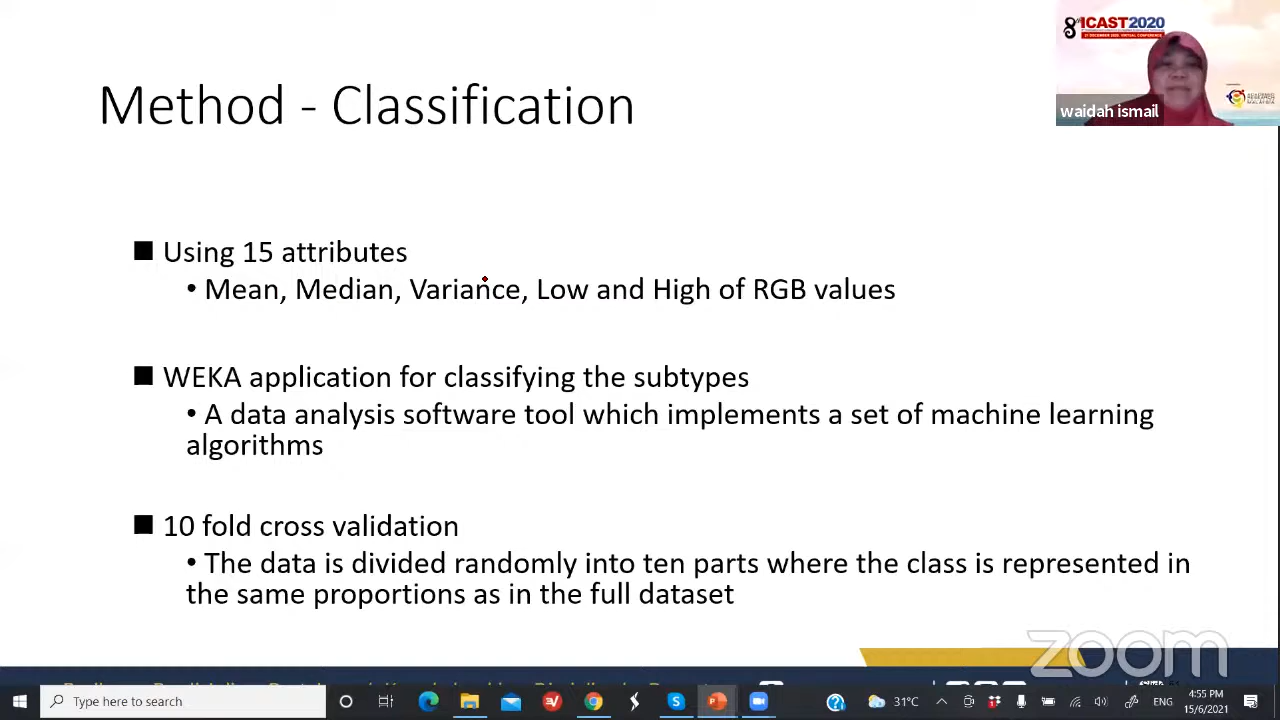 8th ICAST2020
waidah ismail
Method - Classification
■ Using 15 attributes
• Mean, Median, Variance, Low and High of RGB values
■ WEKA application for classifying the subtypes
• A data analysis software tool which implements a set of machine learning
algorithms
■ 10 fold cross validation
• The data is divided randomly into ten parts where the class is represented in
the same proportions as in the full dataset
zoom
Type here to search
31°C
ENG
4:55 PM
15/6/2021